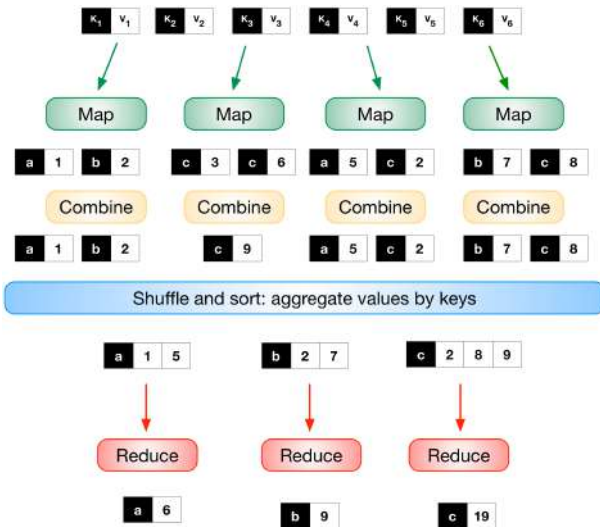 K1 V1 K2 V2 K3 V3 K4 V4 K5 V5 K6 V6
Map Map Map Map
a 1 b 2 c 3 c 6 a 5 c 2 b 7 c 8
Combine Combine Combine Combine
a 1 b 2 c 9 a 5 c 2 b 7 c 8
Shuffle and sort: aggregate values by keys
a 1 5 b 2 7 c 2 8 9
Reduce Reduce Reduce
a 6 b 9 c 19